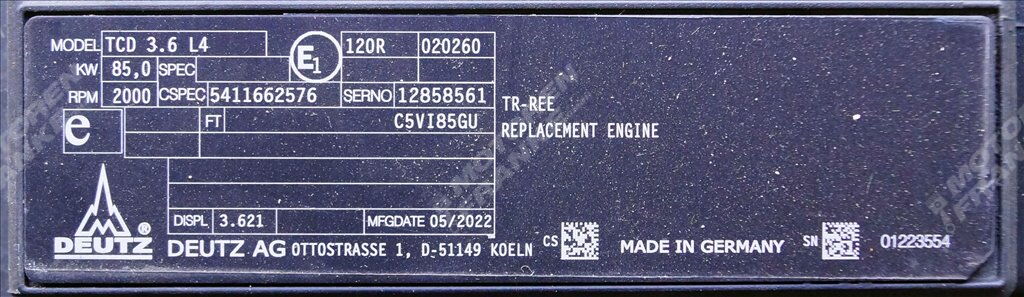 MODEL TCD 3.6 L4 E1 120R 020260
KW 85,0 SPEC
RPM 2000 CSPEC 5411662576 SERNO 12858561
TR-REE
e FT C5VI85GU
REPLACEMENT ENGINE
DISPL 3.621 MFGDATE 05/2022
DEUTZ® DEUTZ AG OTTOSTRASSE 1, D-51149 KOELN CS MADE IN GERMANY SN 01223554